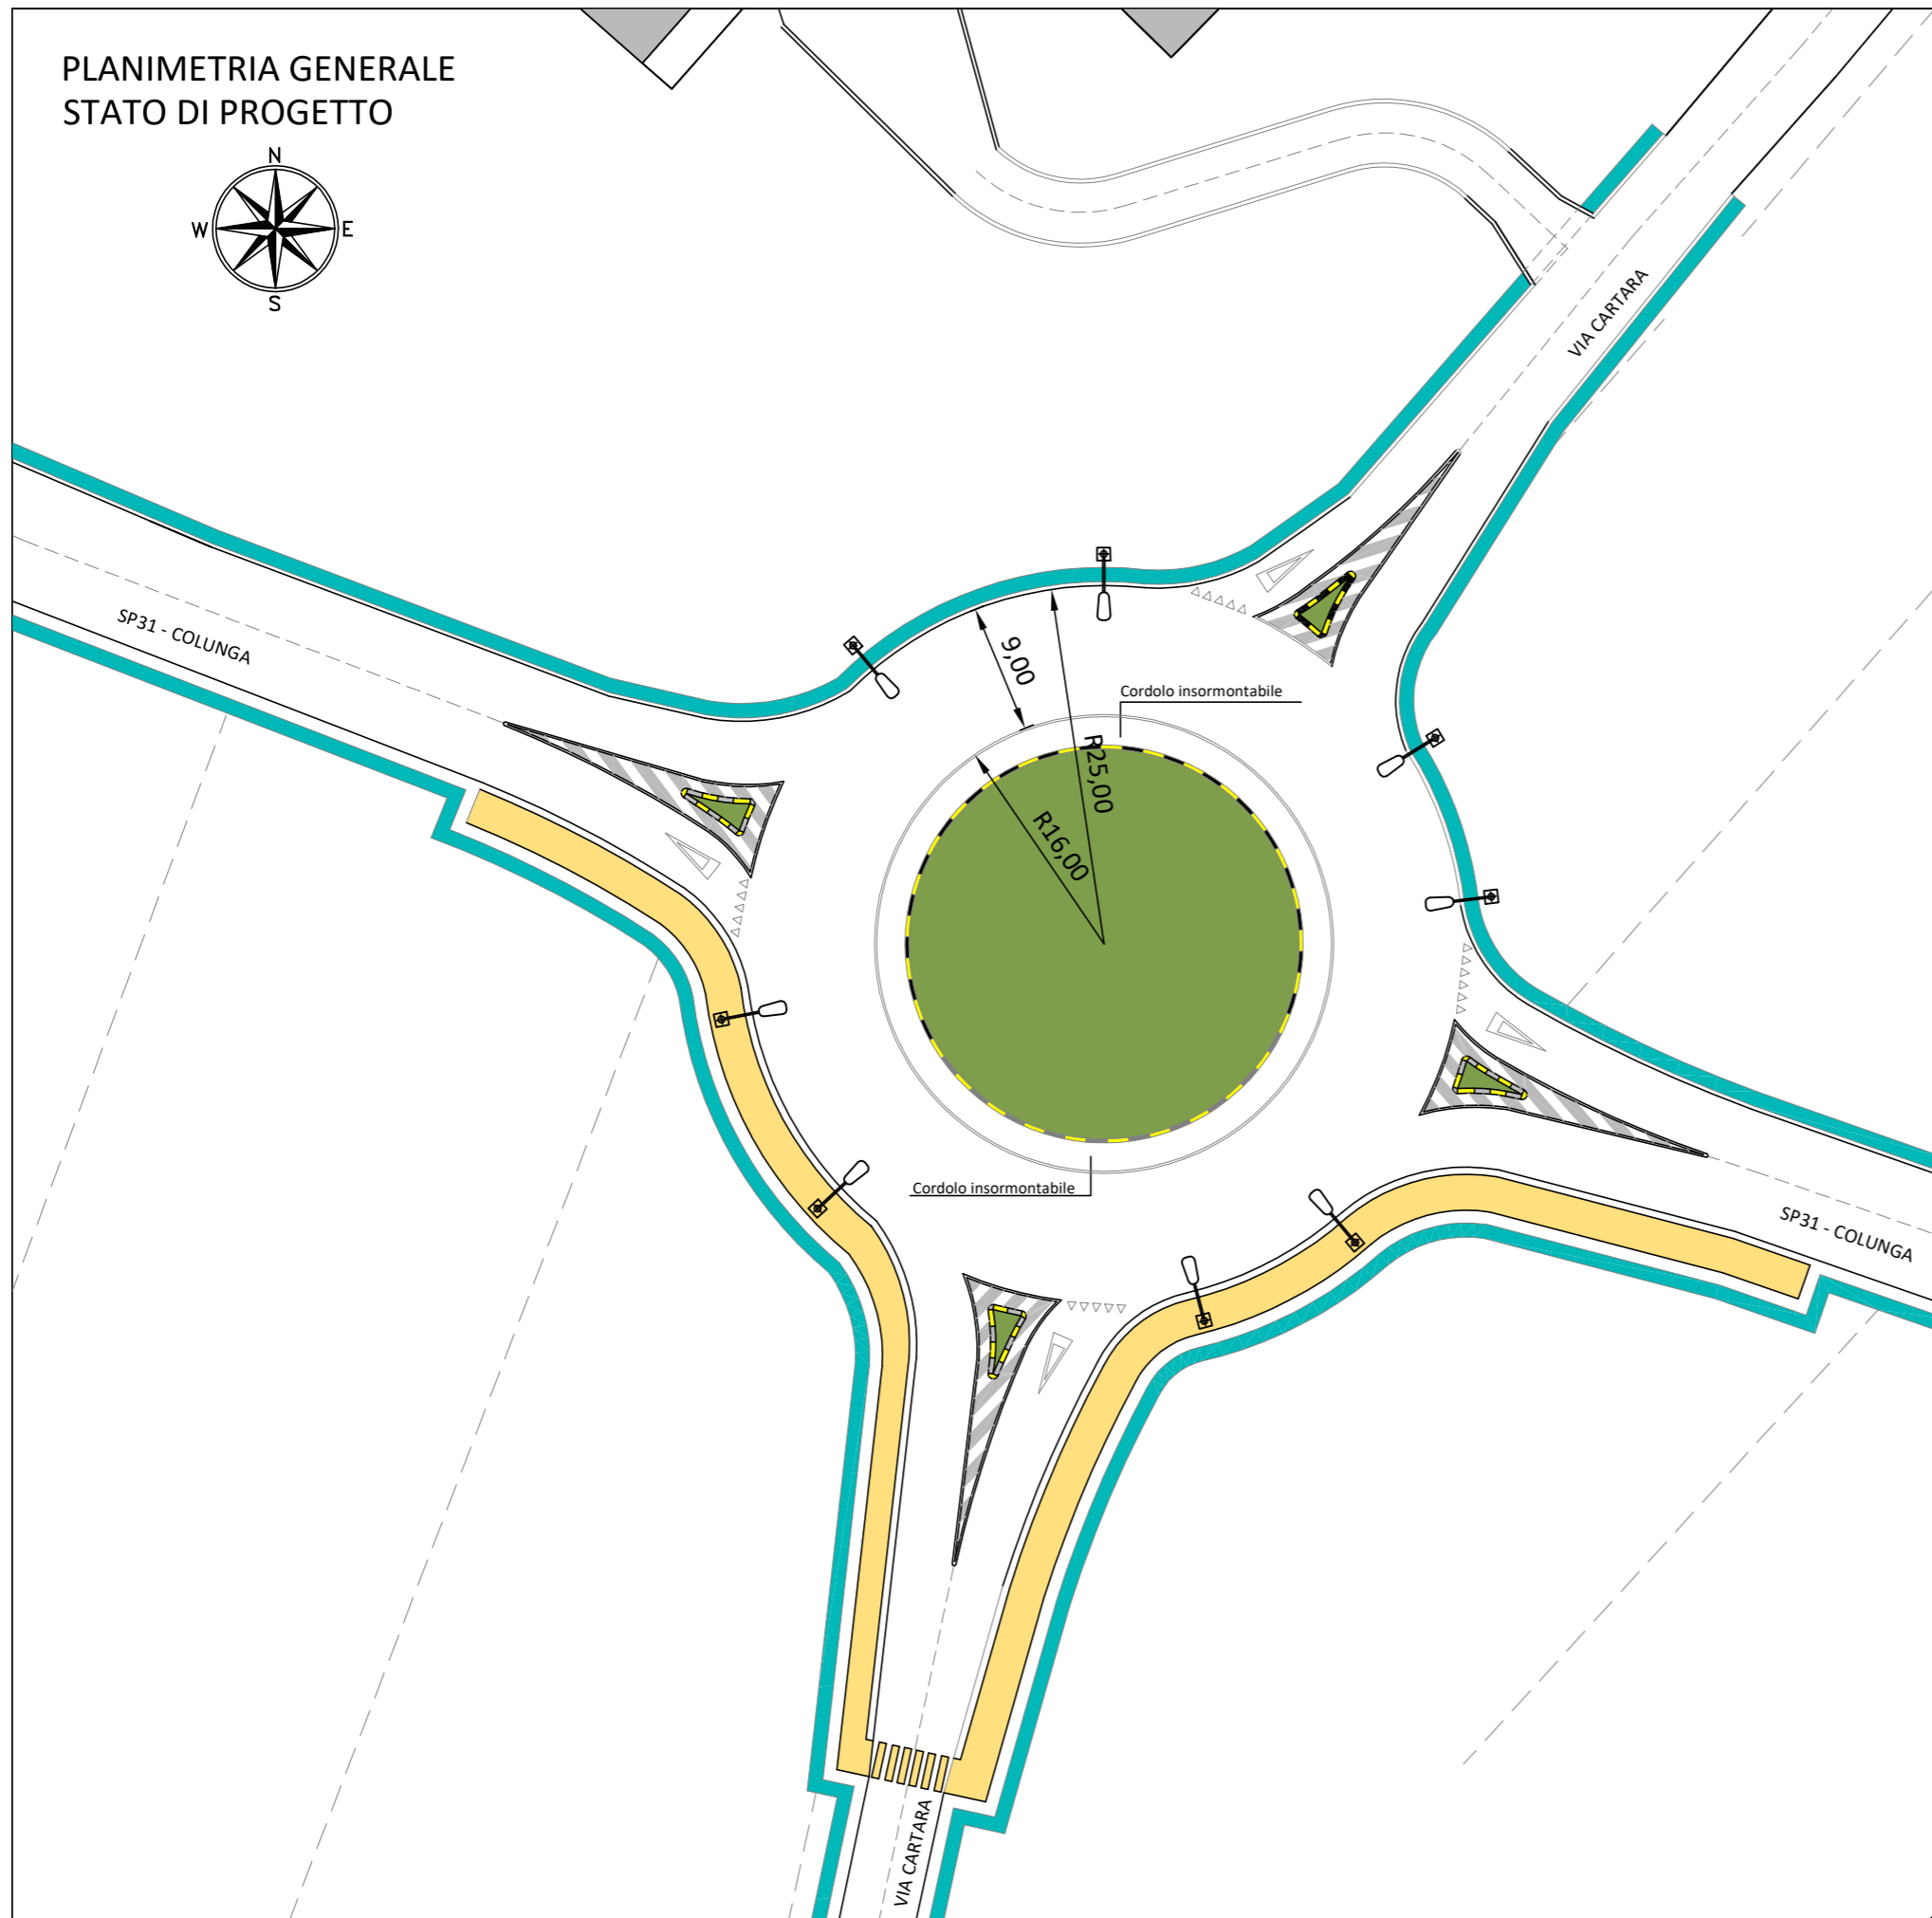 PLANIMETRIA GENERALE
STATO DI PROGETTO
N
W
E
S
VIA CARTARA
SP31 - COLUNGA
9,00
Cordolo insormontabile
R25,00
R16,00
Cordolo insormontabile
SP31 - COLUNGA
VIA CARTARA